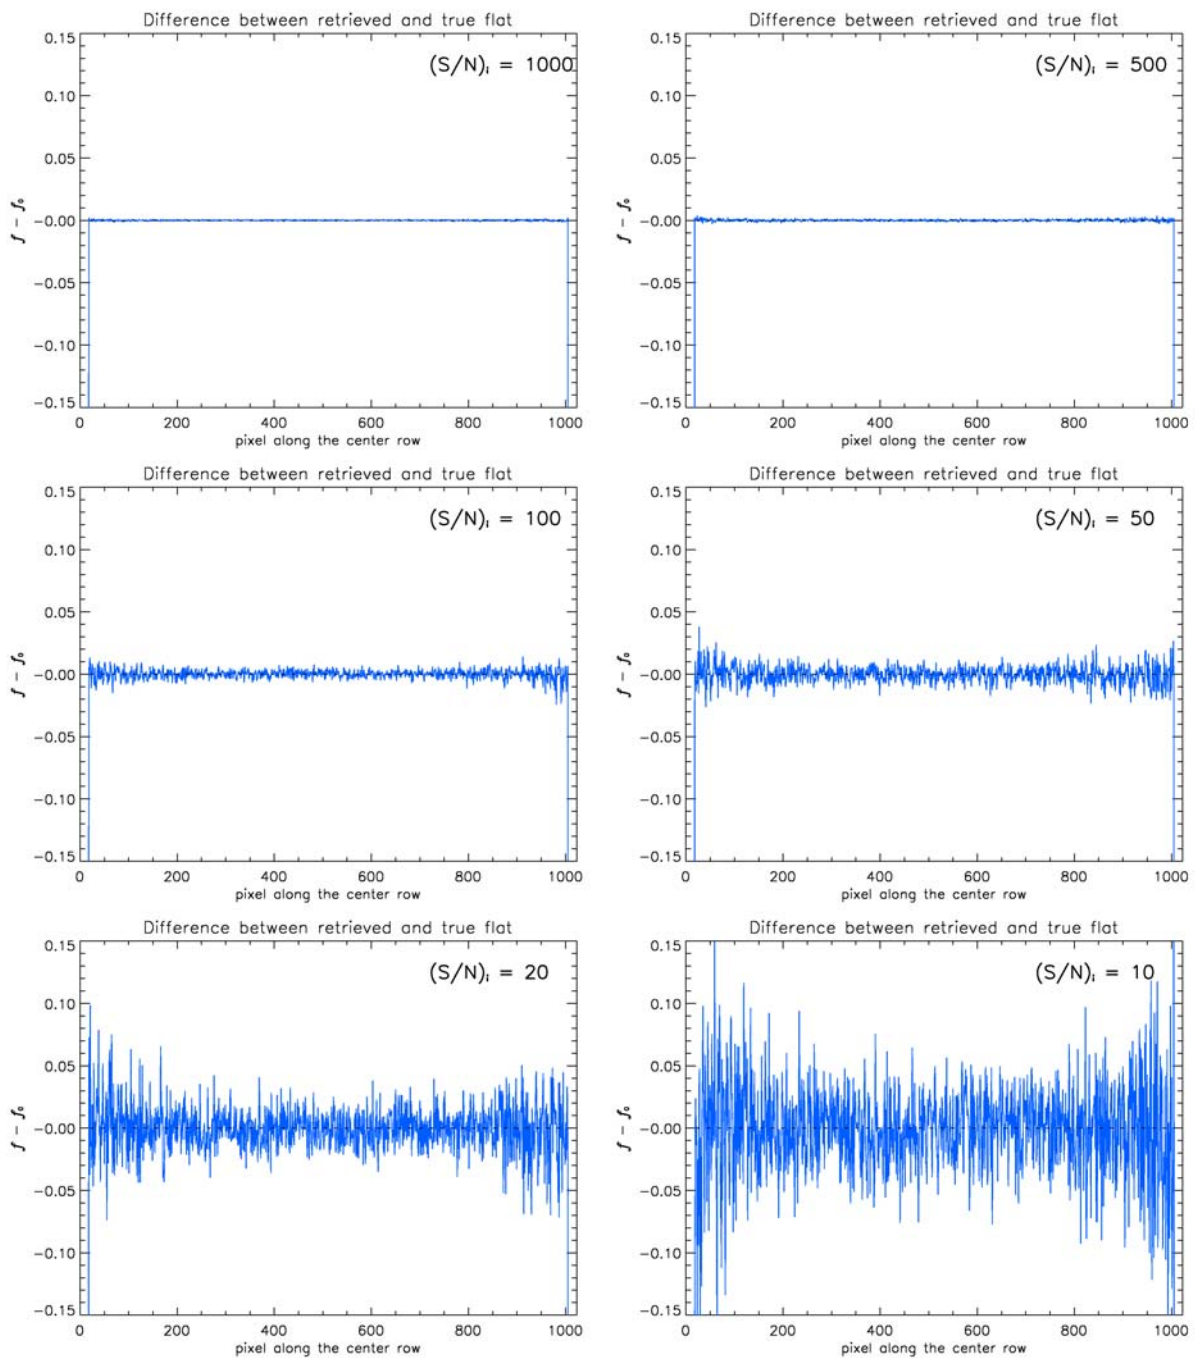 Difference between retrieved and true flat
(S/N)ᵢ = 1000
0.15
0.10
0.05
-0.00
-0.05
-0.10
-0.15
f - f₀
0 200 400 600 800 1000
pixel along the center row
Difference between retrieved and true flat
(S/N)ᵢ = 500
0.15
0.10
0.05
-0.00
-0.05
-0.10
-0.15
f - f₀
0 200 400 600 800 1000
pixel along the center row
Difference between retrieved and true flat
(S/N)ᵢ = 100
0.15
0.10
0.05
-0.00
-0.05
-0.10
-0.15
f - f₀
0 200 400 600 800 1000
pixel along the center row
Difference between retrieved and true flat
(S/N)ᵢ = 50
0.15
0.10
0.05
-0.00
-0.05
-0.10
-0.15
f - f₀
0 200 400 600 800 1000
pixel along the center row
Difference between retrieved and true flat
(S/N)ᵢ = 20
0.15
0.10
0.05
-0.00
-0.05
-0.10
-0.15
f - f₀
0 200 400 600 800 1000
pixel along the center row
Difference between retrieved and true flat
(S/N)ᵢ = 10
0.15
0.10
0.05
-0.00
-0.05
-0.10
-0.15
f - f₀
0 200 400 600 800 1000
pixel along the center row